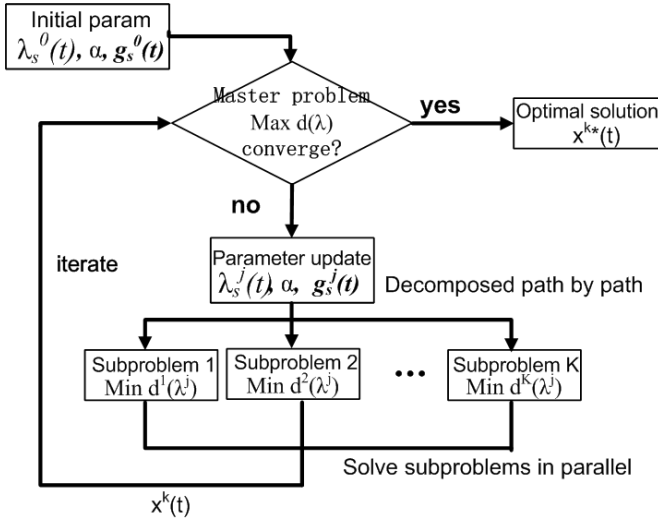 Initial param
λₛ⁰(t), α, gₛ⁰(t)
Master problem
Max d(λ)
converge?
yes
Optimal solution
x^{k*}(t)
no
iterate
Parameter update
λₛʲ(t), α, gₛʲ(t)
Decomposed path by path
Subproblem 1
Min d¹(λʲ)
Subproblem 2
Min d²(λʲ)
•••
Subproblem K
Min dᴷ(λʲ)
Solve subproblems in parallel
xᵏ(t)